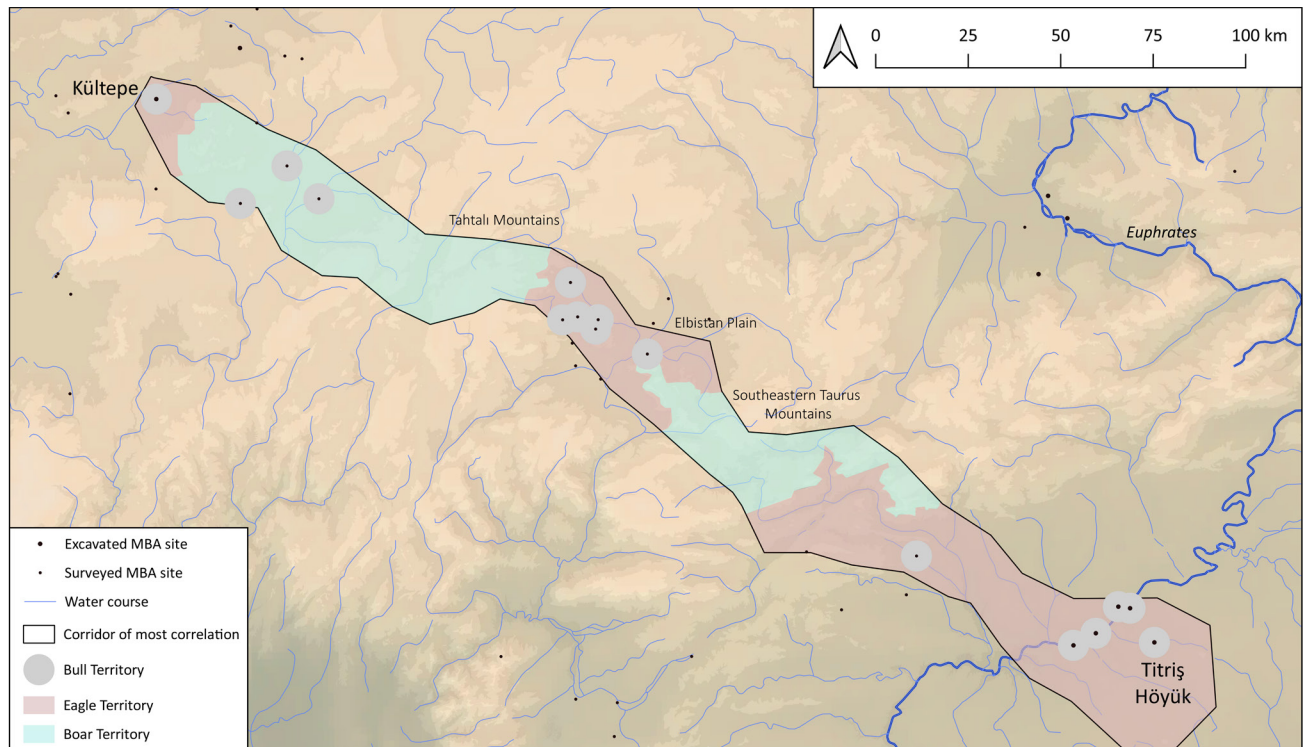 0 25 50 75 100 km
Kültepe
Tahtalı Mountains
Euphrates
Elbistan Plain
Southeastern Taurus
Mountains
Titriş
Höyük
Excavated MBA site
Surveyed MBA site
Water course
Corridor of most correlation
Bull Territory
Eagle Territory
Boar Territory